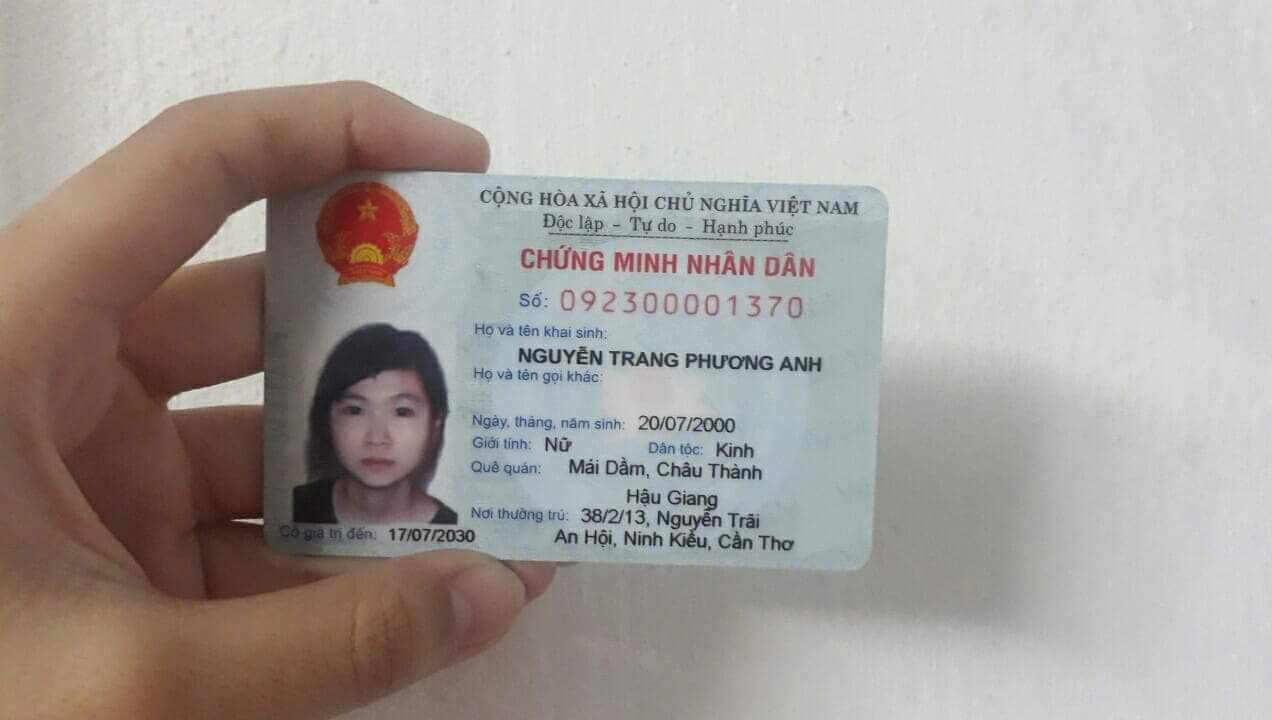 CỘNG HÒA XÃ HỘI CHỦ NGHĨA VIỆT NAM
Độc lập - Tự do - Hạnh phúc
CHỨNG MINH NHÂN DÂN
Số: 092300001370
Họ và tên khai sinh:
NGUYỄN TRANG PHƯƠNG ANH
Họ và tên gọi khác:
Ngày, tháng, năm sinh: 20/07/2000
Giới tính: Nữ Dân tộc: Kinh
Quê quán: Mái Dầm, Châu Thành
Hậu Giang
Nơi thường trú: 38/2/13, Nguyễn Trãi
An Hội, Ninh Kiều, Cần Thơ
Có giá trị đến: 17/07/2030